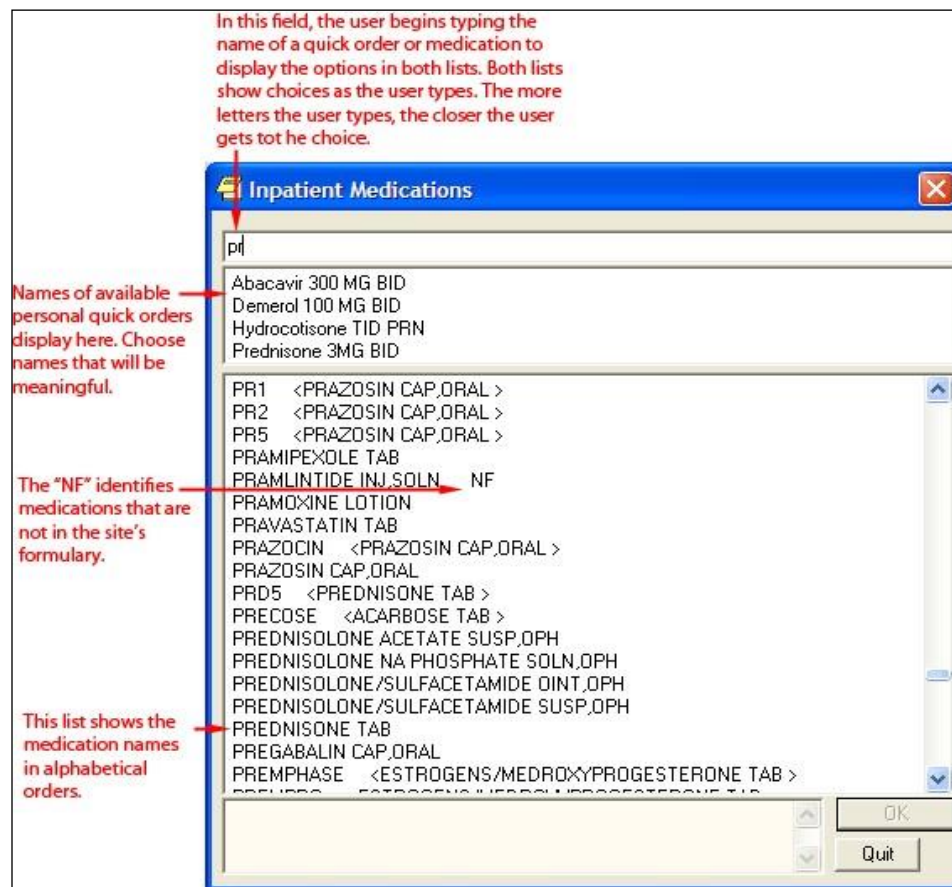 In this field, the user begins typing the
name of a quick order or medication to
display the options in both lists. Both lists
show choices as the user types. The more
letters the user types, the closer the user
gets tot he choice.
Inpatient Medications
pr
Names of available
personal quick orders
display here. Choose
names that will be
meaningful.
Abacavir 300 MG BID
Demerol 100 MG BID
Hydrocotisone TID PRN
Prednisone 3MG BID
PR1 <PRAZOSIN CAP,ORAL >
PR2 <PRAZOSIN CAP,ORAL >
PR5 <PRAZOSIN CAP,ORAL >
PRAMIPEXOLE TAB
PRAMLINTIDE INJ,SOLN NF
PRAMOXINE LOTION
PRAVASTATIN TAB
PRAZOCIN <PRAZOSIN CAP,ORAL >
PRAZOSIN CAP,ORAL
PRD5 <PREDNISONE TAB >
PRECOSE <ACARBOSE TAB >
PREDNISOLONE ACETATE SUSP,OPH
PREDNISOLONE NA PHOSPHATE SOLN,OPH
PREDNISOLONE/SULFACETAMIDE OINT,OPH
PREDNISOLONE/SULFACETAMIDE SUSP,OPH
PREDNISONE TAB
PREGABALIN CAP,ORAL
PREMPHASE <ESTROGENS/MEDROXYPROGESTERONE TAB >
The "NF" identifies
medications that are
not in the site's
formulary.
This list shows the
medication names
in alphabetical
orders.
OK
Quit